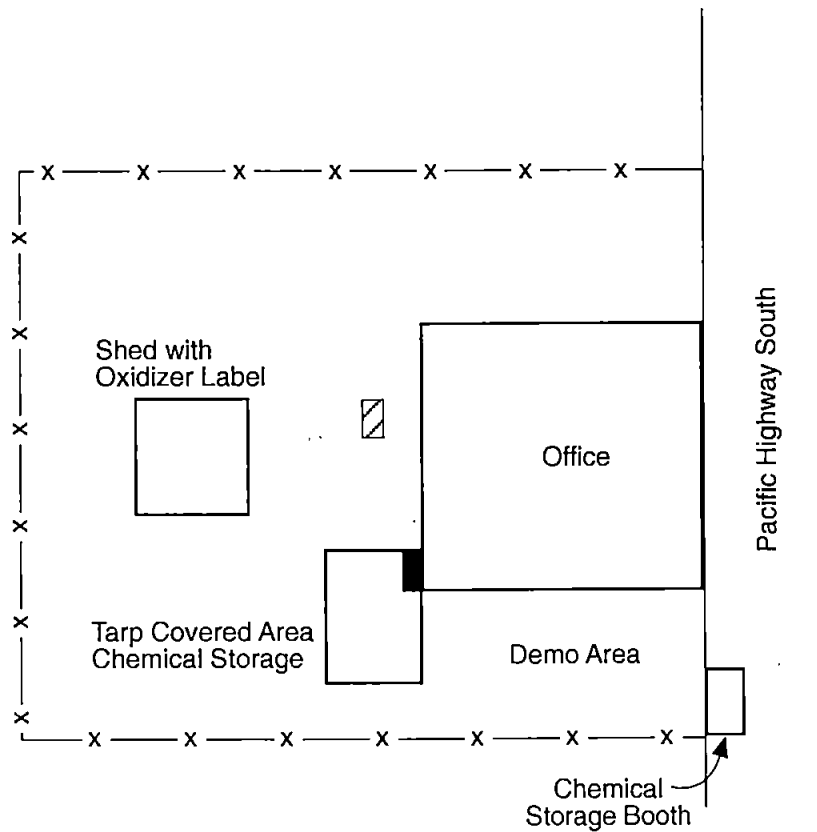 Shed with
Oxidizer Label
Office
Pacific Highway South
Tarp Covered Area
Chemical Storage
Demo Area
Chemical
Storage Booth